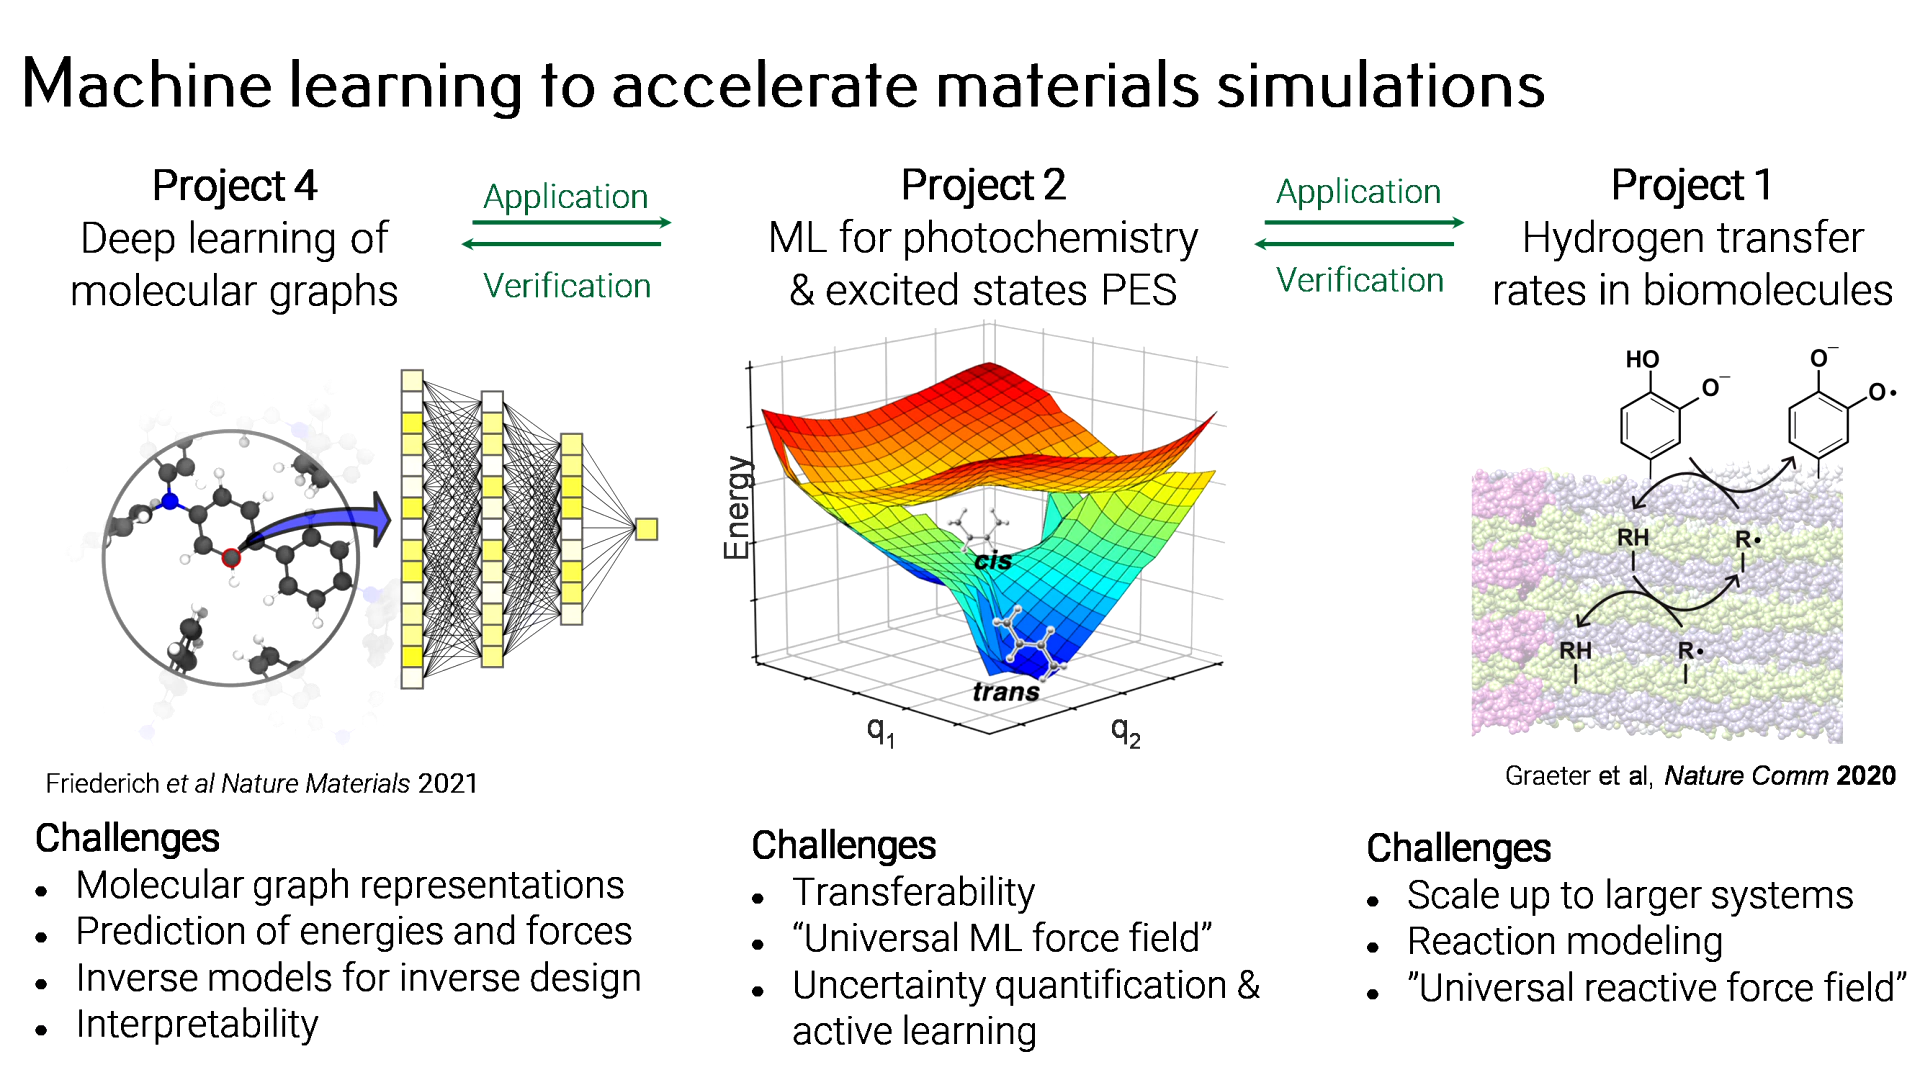 Machine learning to accelerate materials simulations
Project 4
Deep learning of
molecular graphs
Application
Verification
Project 2
ML for photochemistry
& excited states PES
Application
Verification
Project 1
Hydrogen transfer
rates in biomolecules
Energy
cis
trans
q1
q2
HO
O−
O−
O•
RH
R•
RH
R•
Friederich et al Nature Materials 2021
Graeter et al, Nature Comm 2020
Challenges
• Molecular graph representations
• Prediction of energies and forces
• Inverse models for inverse design
• Interpretability
Challenges
• Transferability
• “Universal ML force field”
• Uncertainty quantification &
active learning
Challenges
• Scale up to larger systems
• Reaction modeling
• ”Universal reactive force field”